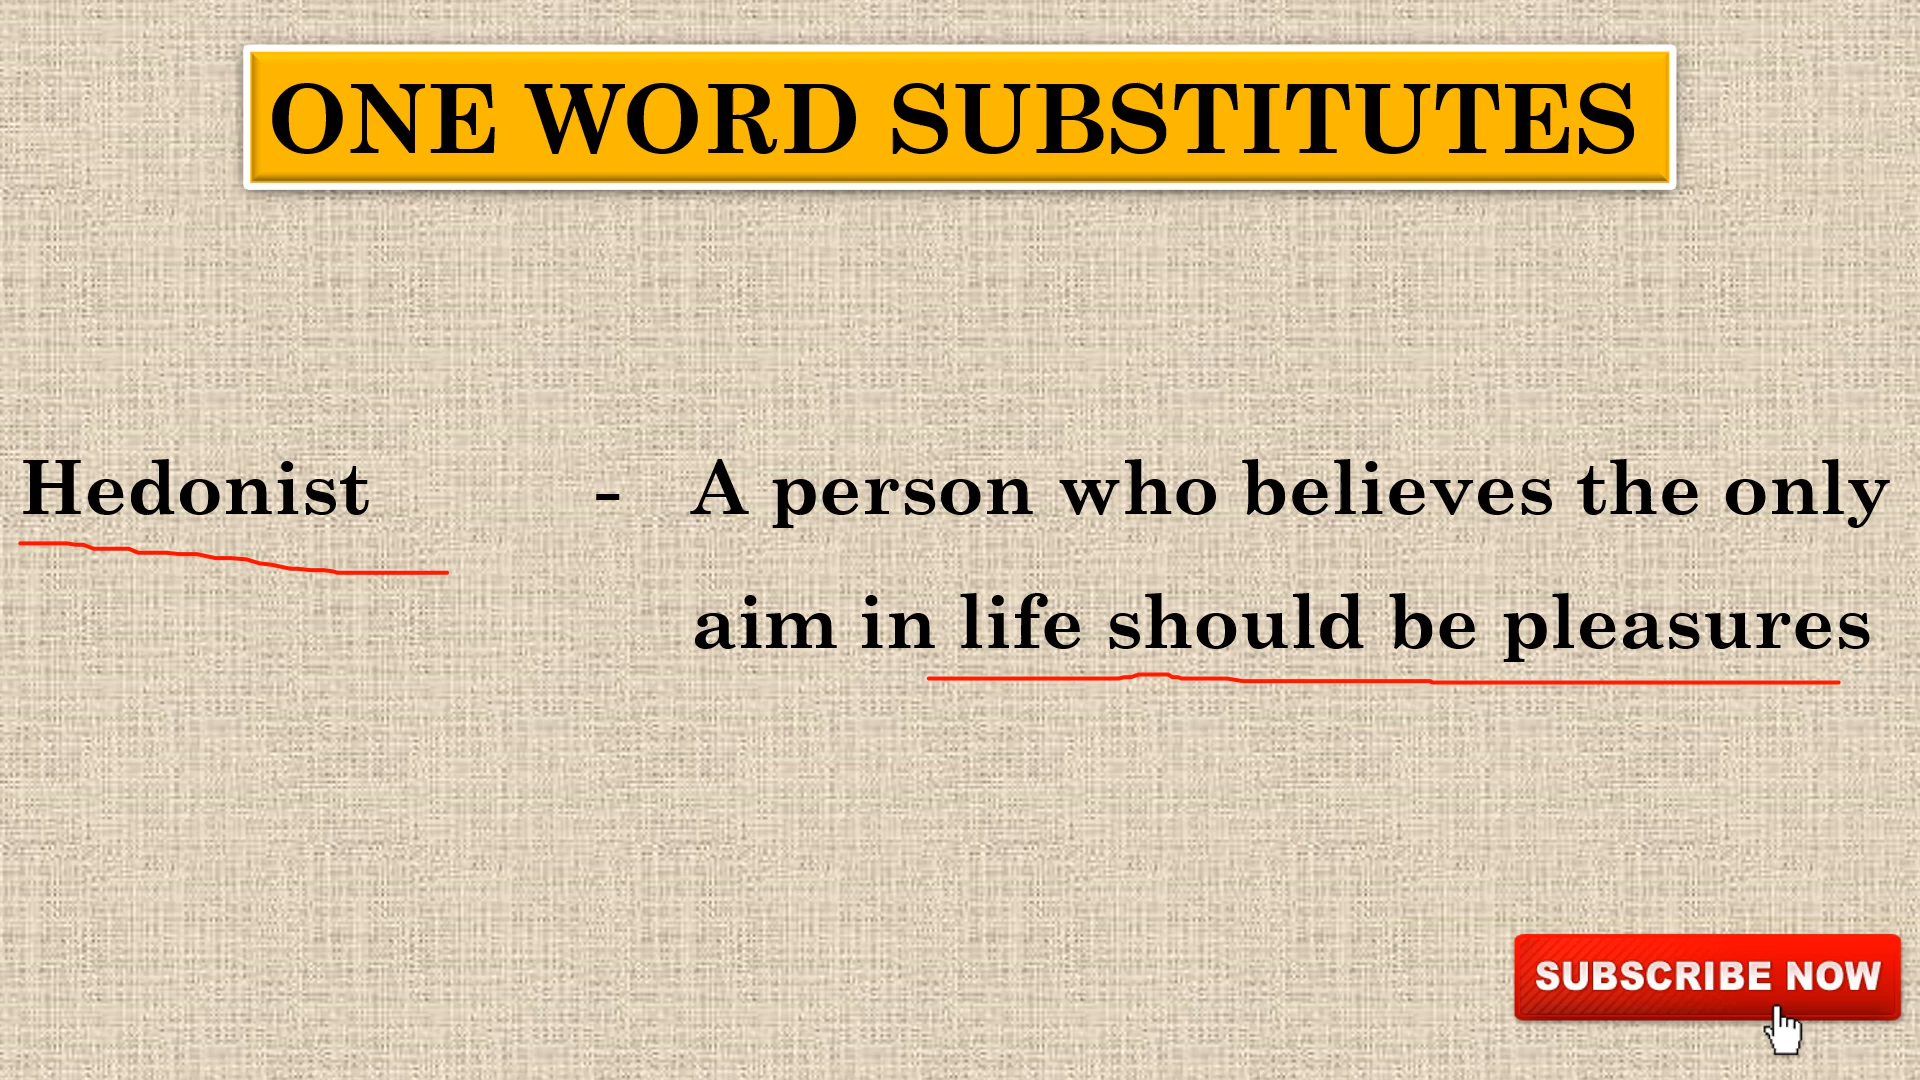 ONE WORD SUBSTITUTES
Hedonist - A person who believes the only
aim in life should be pleasures
SUBSCRIBE NOW